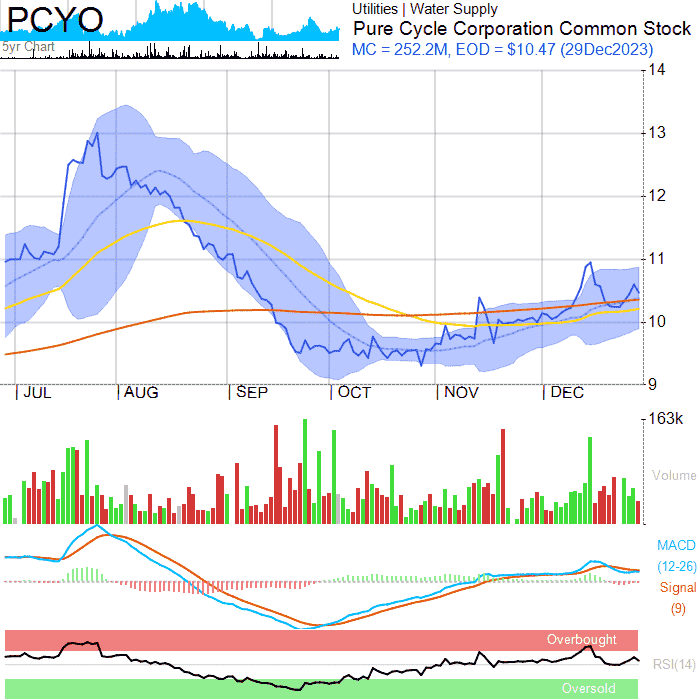 PCYO
5yr Chart
Utilities | Water Supply
Pure Cycle Corporation Common Stock
MC = 252.2M, EOD = $10.47 (29Dec2023)
14
13
12
11
10
9
| JUL | AUG | SEP | OCT | NOV | DEC
163k
Volume
MACD
(12-26)
Signal
(9)
Overbought
RSI(14)
Oversold